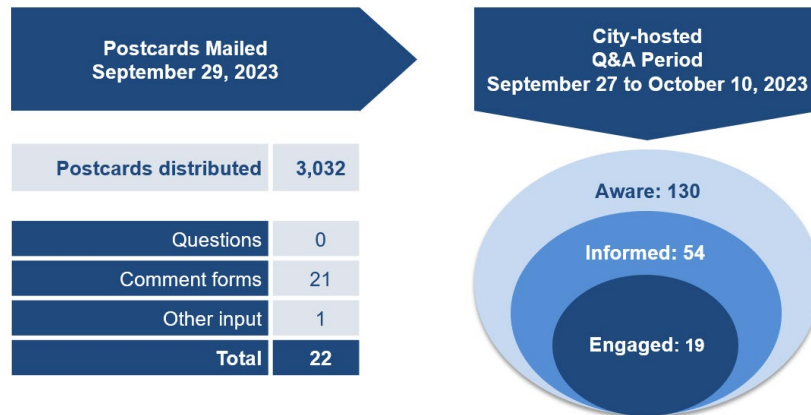 Postcards Mailed
September 29, 2023
City-hosted
Q&A Period
September 27 to October 10, 2023
Postcards distributed 3,032
Questions 0
Comment forms 21
Other input 1
Total 22
Aware: 130
Informed: 54
Engaged: 19